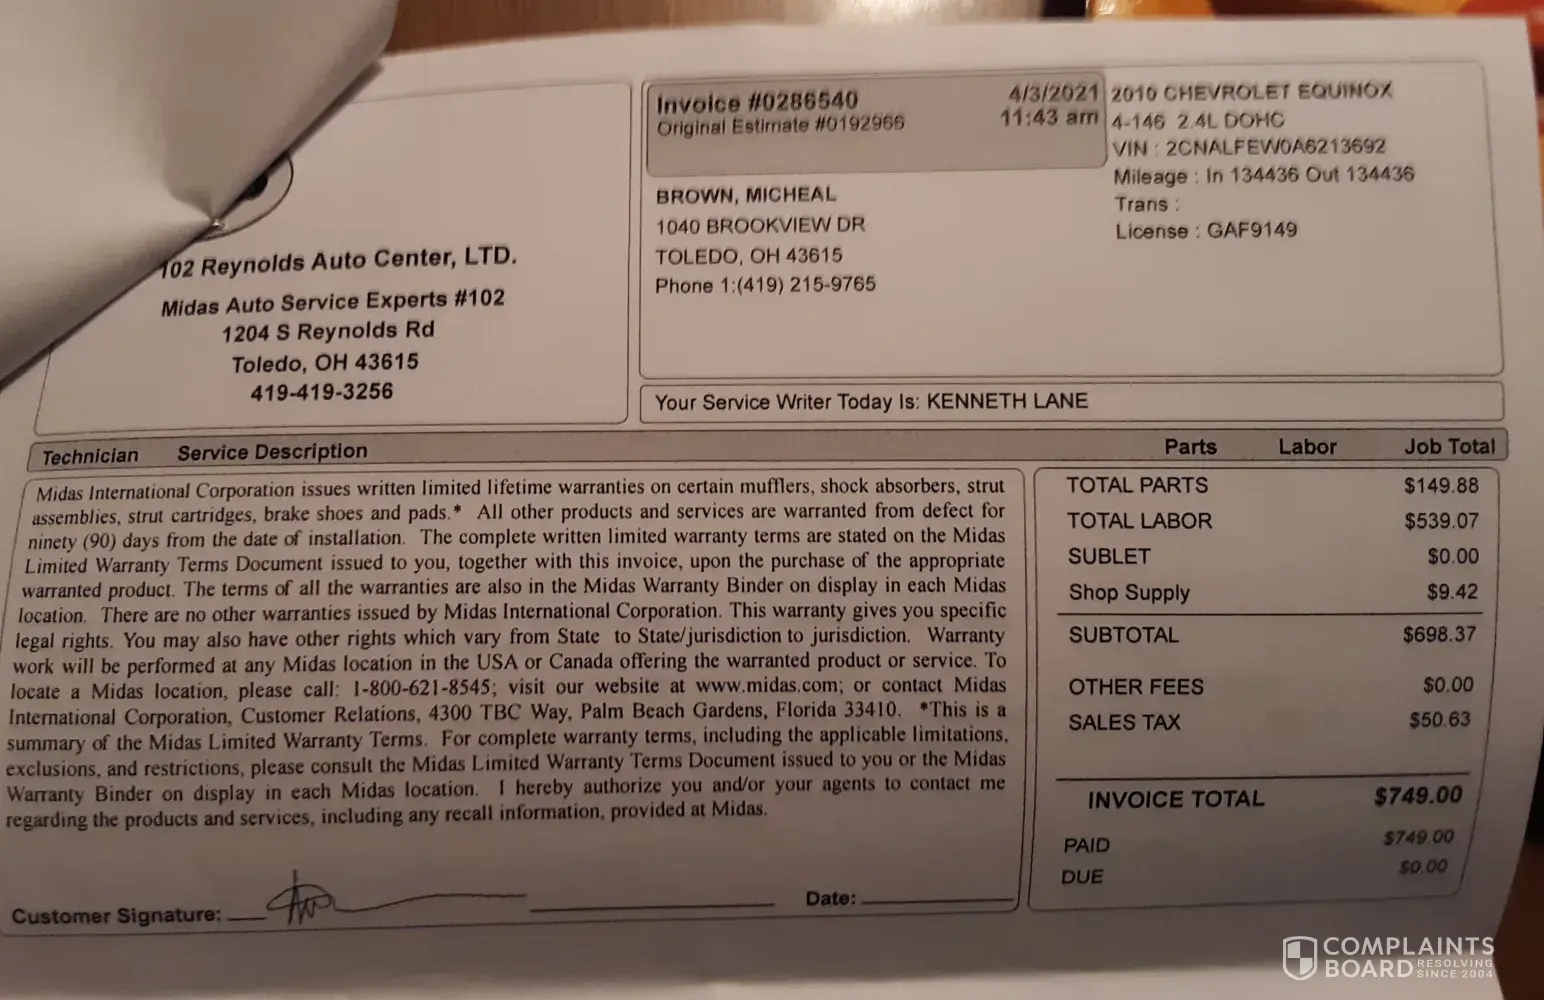 102 Reynolds Auto Center, LTD.
Midas Auto Service Experts #102
1204 S Reynolds Rd
Toledo, OH 43615
419-419-3256
Invoice #0286540 4/3/2021
Original Estimate #0192966 11:43 am
BROWN, MICHEAL
1040 BROOKVIEW DR
TOLEDO, OH 43615
Phone 1:(419) 215-9765
2010 CHEVROLET EQUINOX
4-146 2.4L DOHC
VIN : 2CNALFEW0A6213692
Mileage : In 134436 Out 134436
Trans :
License : GAF9149
Your Service Writer Today Is: KENNETH LANE
Technician Service Description Parts Labor Job Total
Midas International Corporation issues written limited lifetime warranties on certain mufflers, shock absorbers, strut
assemblies, strut cartridges, brake shoes and pads.* All other products and services are warranted from defect for
ninety (90) days from the date of installation. The complete written limited warranty terms are stated on the Midas
Limited Warranty Terms Document issued to you, together with this invoice, upon the purchase of the appropriate
warranted product. The terms of all the warranties are also in the Midas Warranty Binder on display in each Midas
location. There are no other warranties issued by Midas International Corporation. This warranty gives you specific
legal rights. You may also have other rights which vary from State to State/jurisdiction to jurisdiction. Warranty
work will be performed at any Midas location in the USA or Canada offering the warranted product or service. To
locate a Midas location, please call: 1-800-621-8545; visit our website at www.midas.com; or contact Midas
International Corporation, Customer Relations, 4300 TBC Way, Palm Beach Gardens, Florida 33410. *This is a
summary of the Midas Limited Warranty Terms. For complete warranty terms, including the applicable limitations,
exclusions, and restrictions, please consult the Midas Limited Warranty Terms Document issued to you or the Midas
Warranty Binder on display in each Midas location. I hereby authorize you and/or your agents to contact me
regarding the products and services, including any recall information, provided at Midas.
Customer Signature: Date:
TOTAL PARTS $149.88
TOTAL LABOR $539.07
SUBLET $0.00
Shop Supply $9.42
SUBTOTAL $698.37
OTHER FEES $0.00
SALES TAX $50.63
INVOICE TOTAL $749.00
PAID $749.00
DUE $0.00
COMPLAINTS
BOARD RESOLVING SINCE 2004